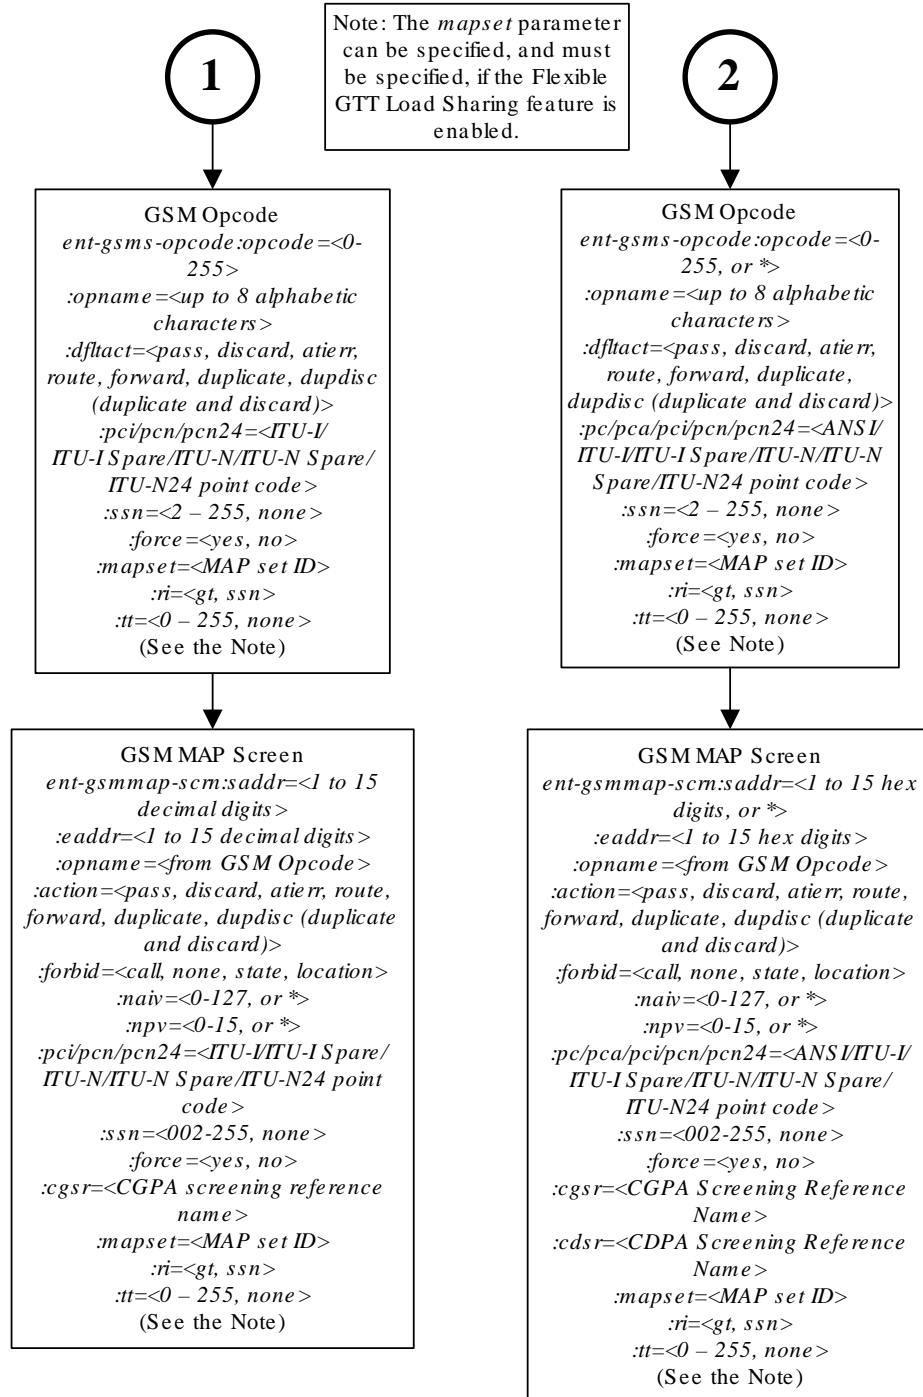 1
Note: The mapset parameter
can be specified, and must
be specified, if the Flexible
GTT Load Sharing feature is
enabled.
2
GSM Opcode
ent-gsms-opcode:opcode=<0-
255>
:opname=<up to 8 alphabetic
characters>
:dfltact=<pass, discard, atierr,
route, forward, duplicate, dupdisc
(duplicate and discard)>
:pci/pcn/pcn24=<ITU-I/
ITU-I Spare/ITU-N/ITU-N Spare/
ITU-N24 point code>
:ssn=<2 – 255, none>
:force=<yes, no>
:mapset=<MAP set ID>
:ri=<gt, ssn>
:tt=<0 – 255, none>
(See the Note)
GSM Opcode
ent-gsms-opcode:opcode=<0-
255, or *>
:opname=<up to 8 alphabetic
characters>
:dfltact=<pass, discard, atierr,
route, forward, duplicate,
dupdisc (duplicate and discard)>
:pc/pca/pci/pcn/pcn24=<ANSI/
ITU-I/ITU-I Spare/ITU-N/ITU-N
Spare/ITU-N24 point code>
:ssn=<2 – 255, none>
:force=<yes, no>
:mapset=<MAP set ID>
:ri=<gt, ssn>
:tt=<0 – 255, none>
(See the Note)
GSM MAP Screen
ent-gsmmap-scrn:saddr=<1 to 15
decimal digits>
:eaddr=<1 to 15 decimal digits>
:opname=<from GSM Opcode>
:action=<pass, discard, atierr, route,
forward, duplicate, dupdisc (duplicate
and discard)>
:forbid=<call, none, state, location>
:naiv=<0-127, or *>
:npv=<0-15, or *>
:pci/pcn/pcn24=<ITU-I/ITU-I Spare/
ITU-N/ITU-N Spare/ITU-N24 point
code>
:ssn=<002-255, none>
:force=<yes, no>
:cgsr=<CGPA screening reference
name>
:mapset=<MAP set ID>
:ri=<gt, ssn>
:tt=<0 – 255, none>
(See the Note)
GSM MAP Screen
ent-gsmmap-scrn:saddr=<1 to 15 hex
digits, or *>
:eaddr=<1 to 15 hex digits>
:opname=<from GSM Opcode>
:action=<pass, discard, atierr, route,
forward, duplicate, dupdisc (duplicate
and discard)>
:forbid=<call, none, state, location>
:naiv=<0-127, or *>
:npv=<0-15, or *>
:pc/pca/pci/pcn/pcn24=<ANSI/ITU-I/
ITU-I Spare/ITU-N/ITU-N Spare/
ITU-N24 point code>
:ssn=<002-255, none>
:force=<yes, no>
:cgsr=<CGPA Screening Reference
Name>
:cdsr=<CDPA Screening Reference
Name>
:mapset=<MAP set ID>
:ri=<gt, ssn>
:tt=<0 – 255, none>
(See the Note)